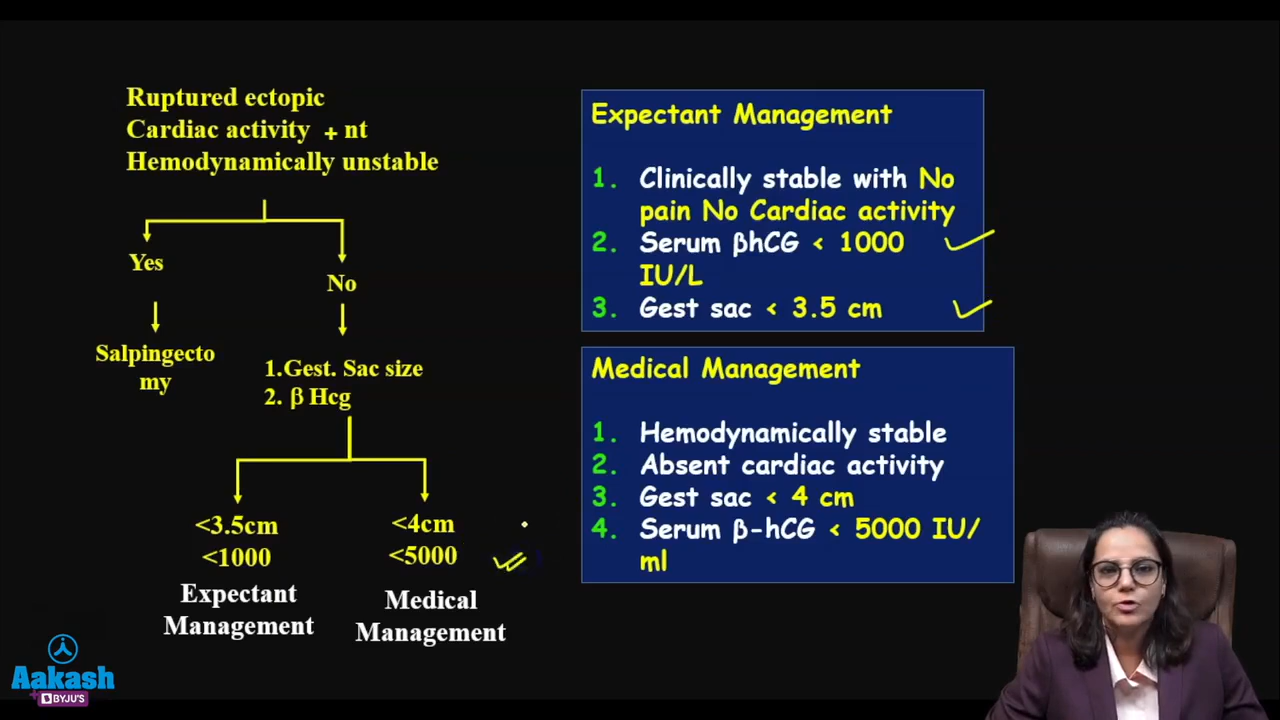 Ruptured ectopic
Cardiac activity + nt
Hemodynamically unstable
Yes
No
Salpingecto
my
1.Gest. Sac size
2. β Hcg
<3.5cm
<1000
Expectant
Management
<4cm
<5000
Medical
Management
Expectant Management
1. Clinically stable with No
pain No Cardiac activity
2. Serum βhCG < 1000
IU/L
3. Gest sac < 3.5 cm
Medical Management
1. Hemodynamically stable
2. Absent cardiac activity
3. Gest sac < 4 cm
4. Serum β-hCG < 5000 IU/
ml
Aakash
+ BYJU'S